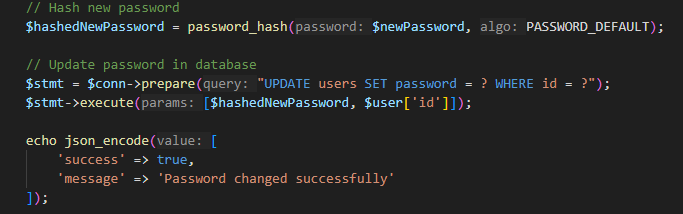 // Hash new password
$hashedNewPassword = password_hash(password: $newPassword, algo: PASSWORD_DEFAULT);
// Update password in database
$stmt = $conn->prepare(query: "UPDATE users SET password = ? WHERE id = ?");
$stmt->execute(params: [$hashedNewPassword, $user['id']]);
echo json_encode(value: [
    'success' => true,
    'message' => 'Password changed successfully'
]);